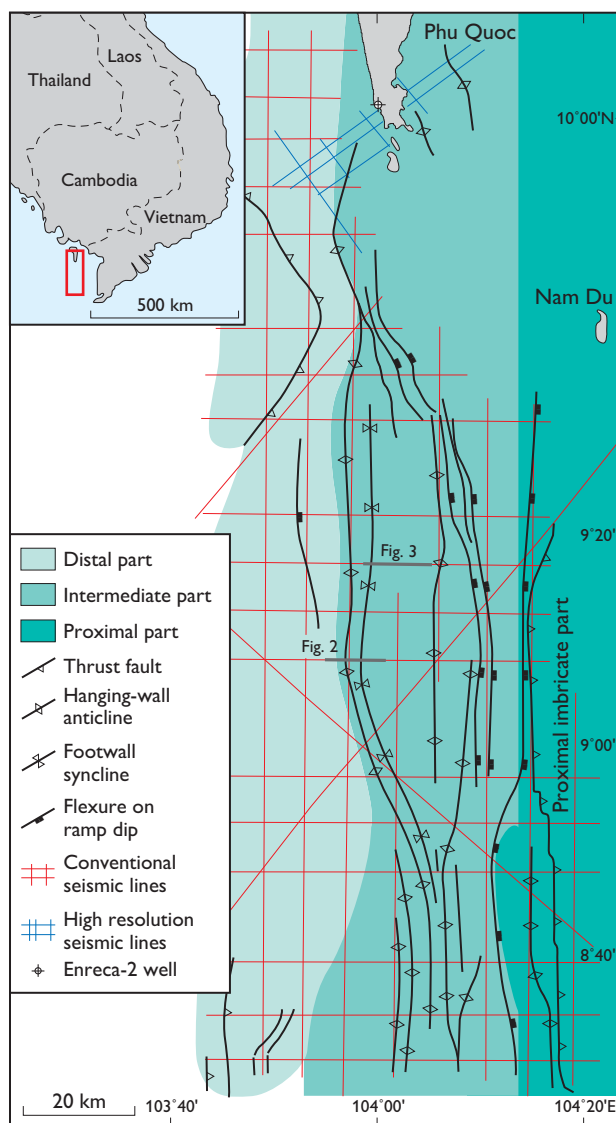 Phu Quoc
Laos
Thailand
10°00'N
Cambodia
Vietnam
500 km
Nam Du
Fig. 3
9°20'
Distal part
Intermediate part
Proximal part
Thrust fault
Hanging-wall
anticline
Footwall
syncline
Flexure on
ramp dip
Conventional
seismic lines
High resolution
seismic lines
Enreca-2 well
Fig. 2
Proximal imbricate part
9°00'
8°40'
20 km
103°40'
104°00'
104°20'E